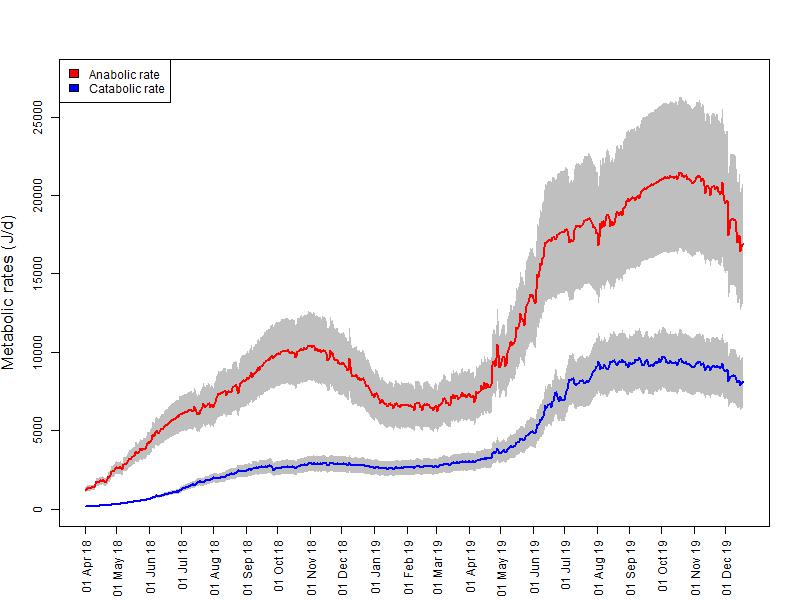 Anabolic rate
Catabolic rate
Metabolic rates (J/d)
25000
20000
15000
10000
5000
0
01 Apr 18
01 May 18
01 Jun 18
01 Jul 18
01 Aug 18
01 Sep 18
01 Oct 18
01 Nov 18
01 Dec 18
01 Jan 19
01 Feb 19
01 Mar 19
01 Apr 19
01 May 19
01 Jun 19
01 Jul 19
01 Aug 19
01 Sep 19
01 Oct 19
01 Nov 19
01 Dec 19